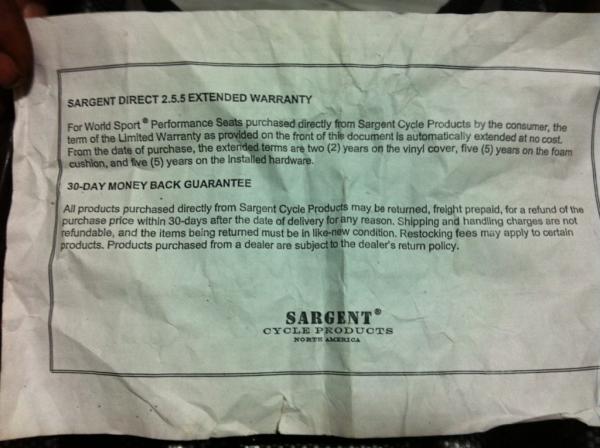 SARGENT DIRECT 2.5.5 EXTENDED WARRANTY
For World Sport® Performance Seats purchased directly from Sargent Cycle Products by the consumer, the
term of the Limited Warranty as provided on the front of this document is automatically extended at no cost.
From the date of purchase, the extended terms are two (2) years on the vinyl cover, five (5) years on the foam
cushion, and five (5) years on the installed hardware.
30-DAY MONEY BACK GUARANTEE
All products purchased directly from Sargent Cycle Products may be returned, freight prepaid, for a refund of the
purchase price within 30-days after the date of delivery for any reason. Shipping and handling charges are not
refundable, and the items being returned must be in like-new condition. Restocking fees may apply to certain
products. Products purchased from a dealer are subject to the dealer's return policy.
SARGENT®
CYCLE PRODUCTS
NORTH AMERICA